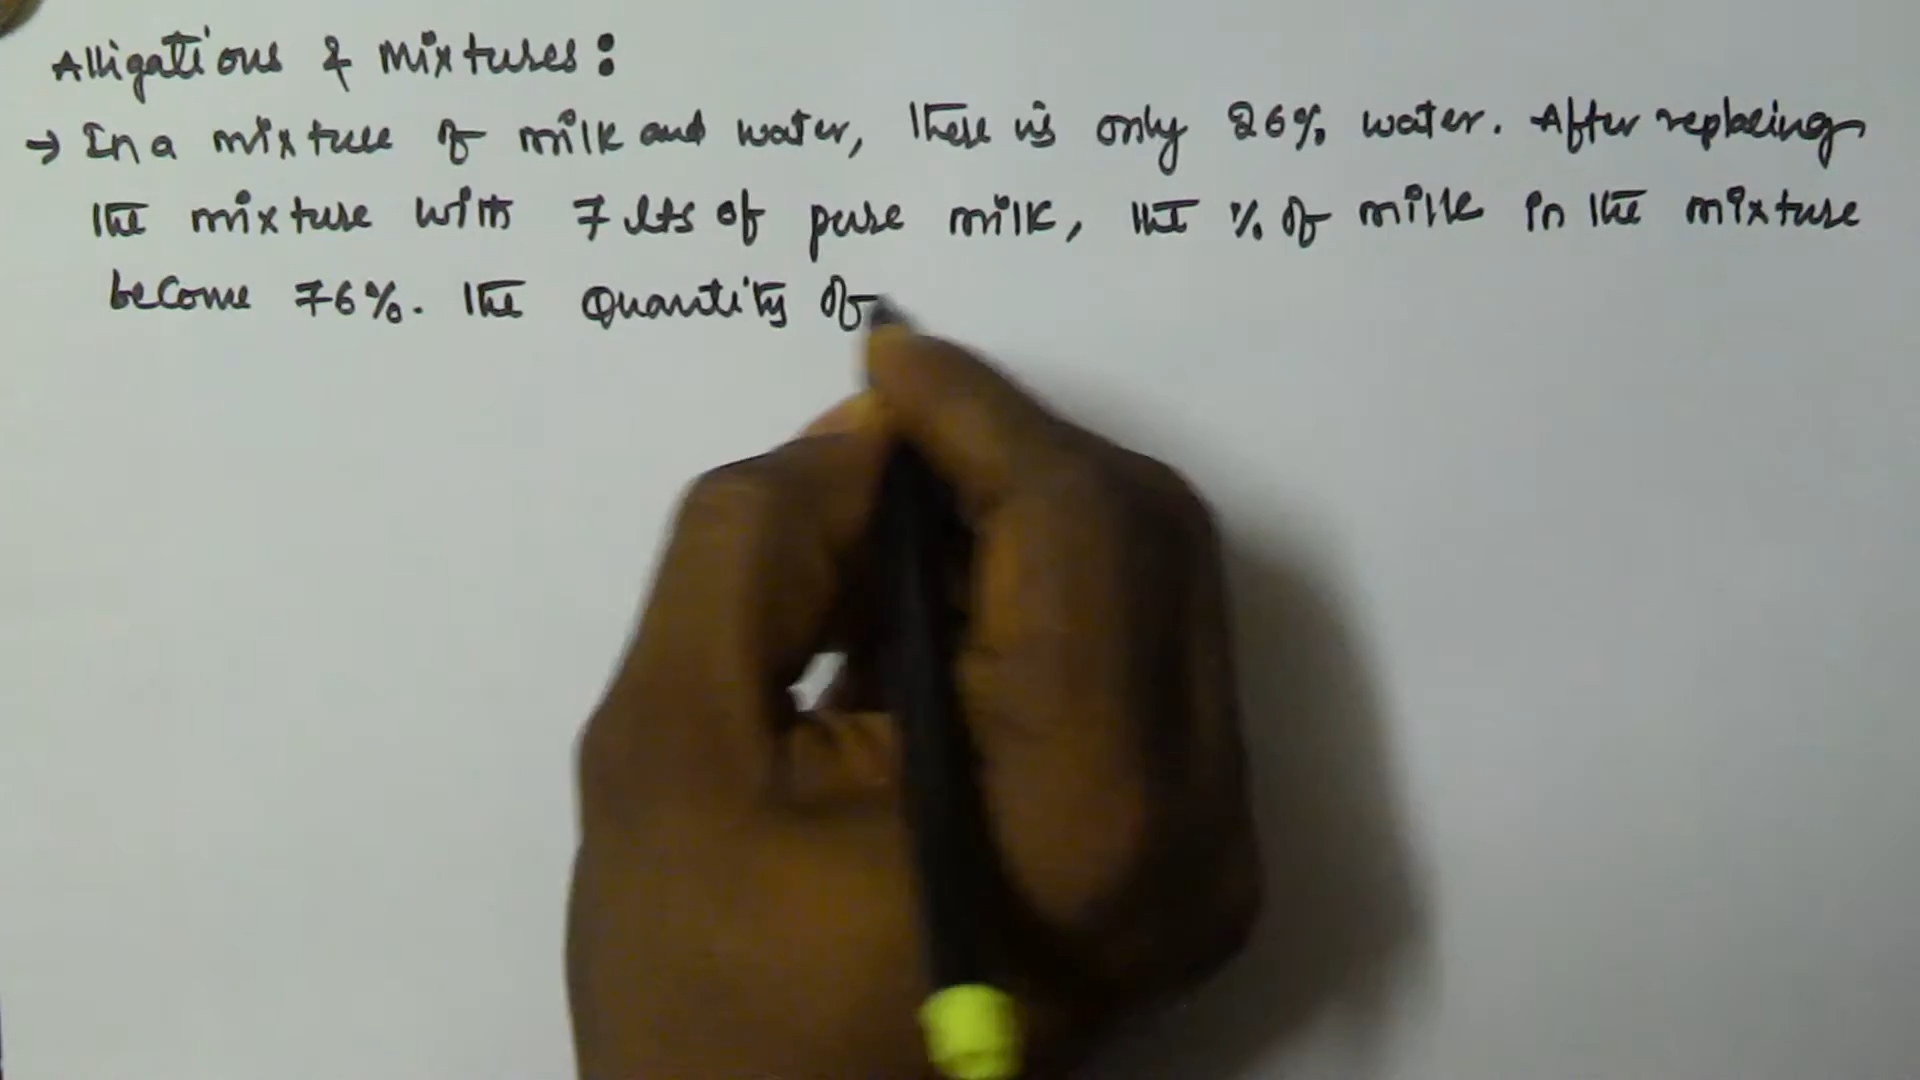 Alligations & Mixtures:
→ In a mixture of milk and water, there is only 26% water. After replacing
the mixture with 7 lts of pure milk, the % of milk in the mixture
become 76%. The Quantity of